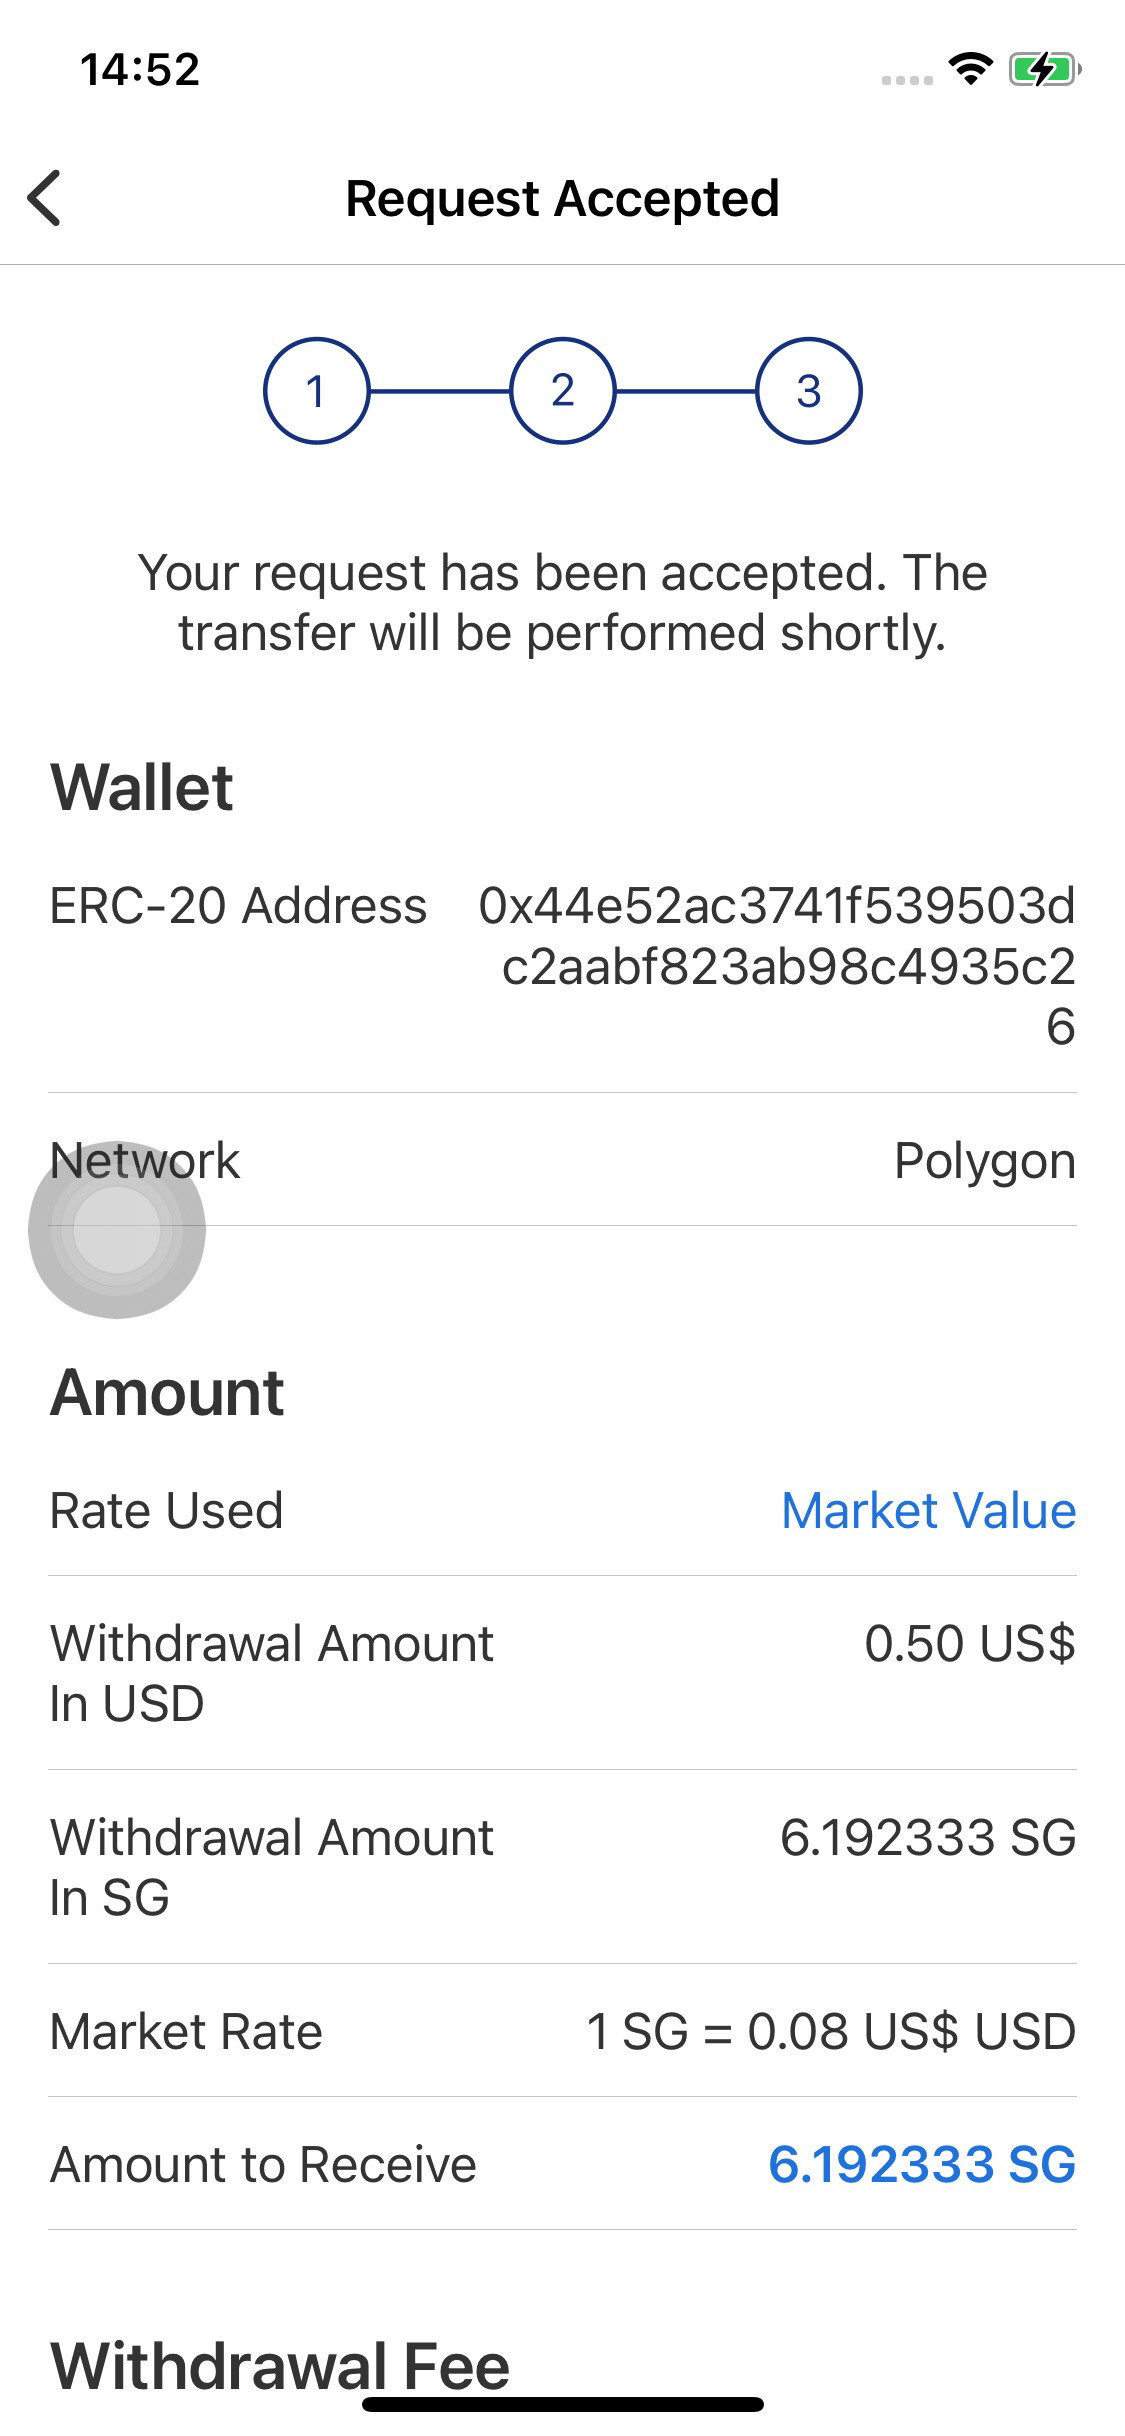 14:52
Request Accepted
1
2
3
Your request has been accepted. The
transfer will be performed shortly.
Wallet
ERC-20 Address
0x44e52ac3741f539503d
c2aabf823ab98c4935c2
6
Network
Polygon
Amount
Rate Used
Market Value
Withdrawal Amount
In USD
0.50 US$
Withdrawal Amount
In SG
6.192333 SG
Market Rate
1 SG = 0.08 US$ USD
Amount to Receive
6.192333 SG
Withdrawal Fee